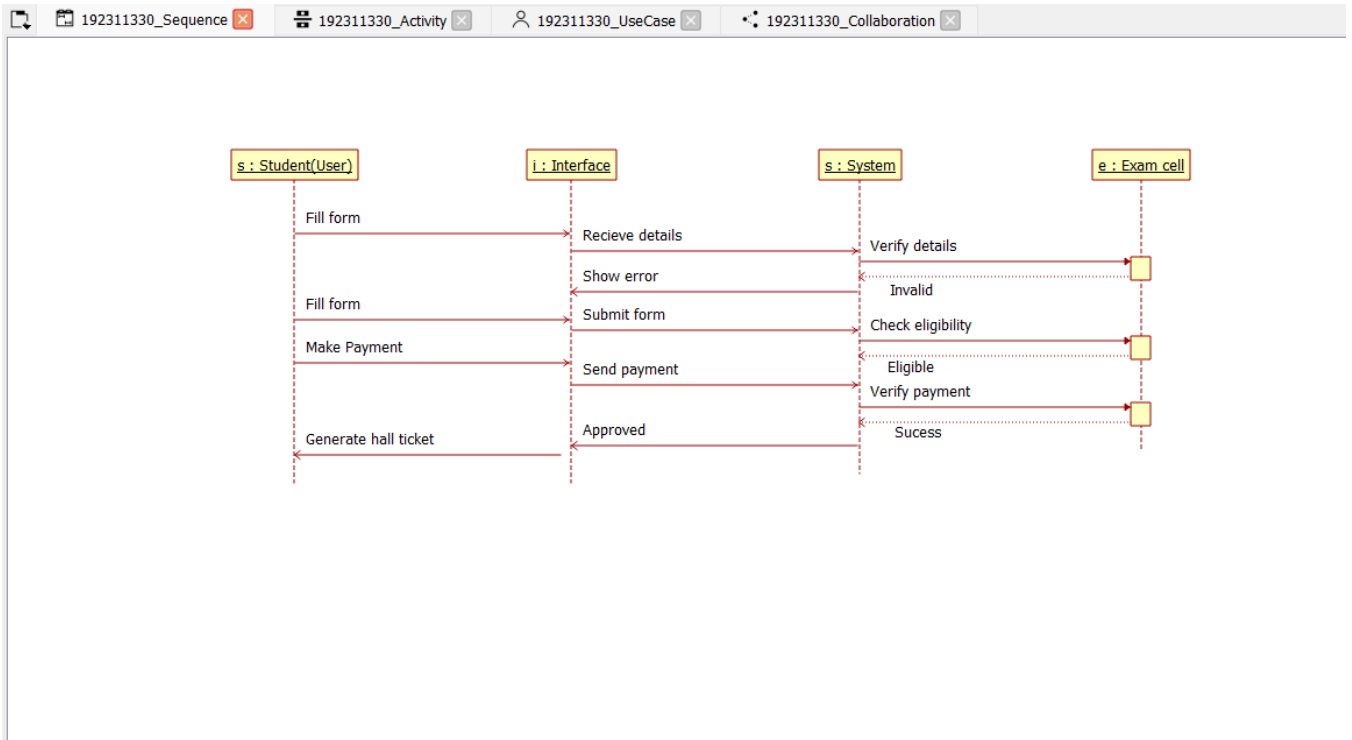 192311330_Sequence
192311330_Activity
192311330_UseCase
192311330_Collaboration
s : Student(User)
i : Interface
s : System
e : Exam cell
Fill form
Recieve details
Verify details
Show error
Invalid
Fill form
Submit form
Check eligibility
Make Payment
Eligible
Send payment
Verify payment
Approved
Sucess
Generate hall ticket